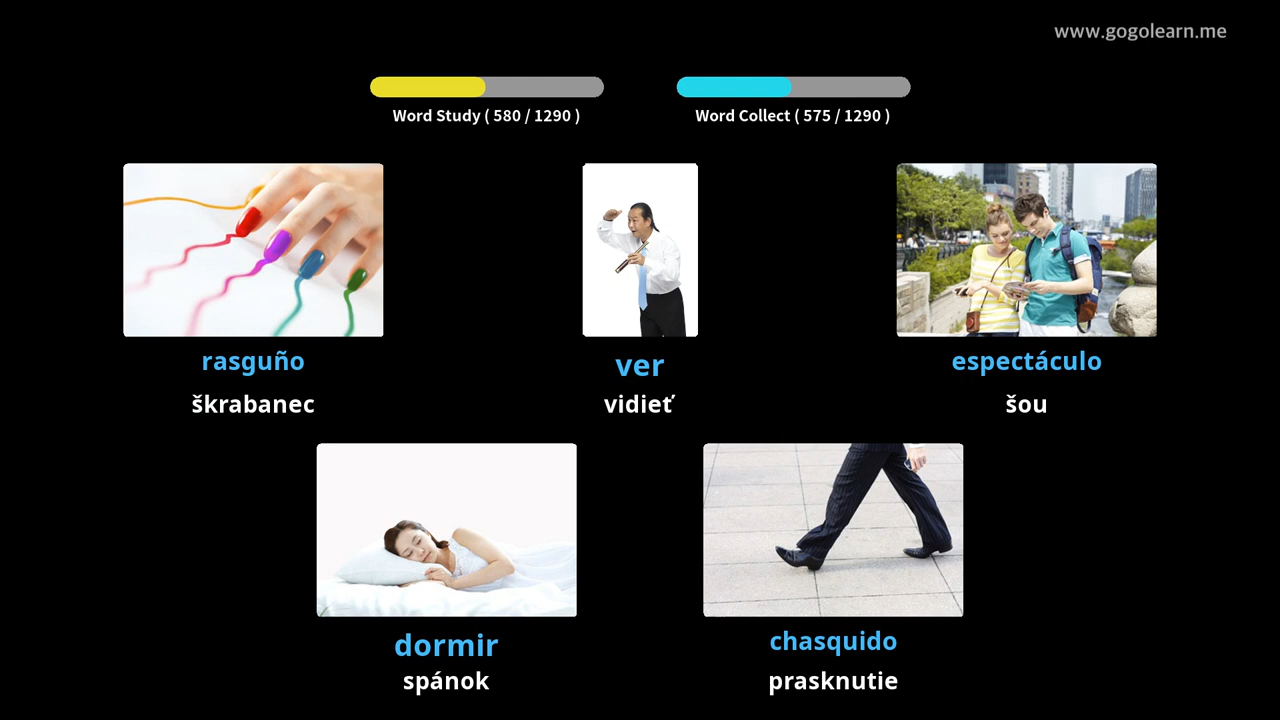 www.gogolearn.me
Word Study ( 580 / 1290 )
Word Collect ( 575 / 1290 )
rasguño
škrabanec
ver
vidieť
espectáculo
šou
dormir
spánok
chasquido
prasknutie